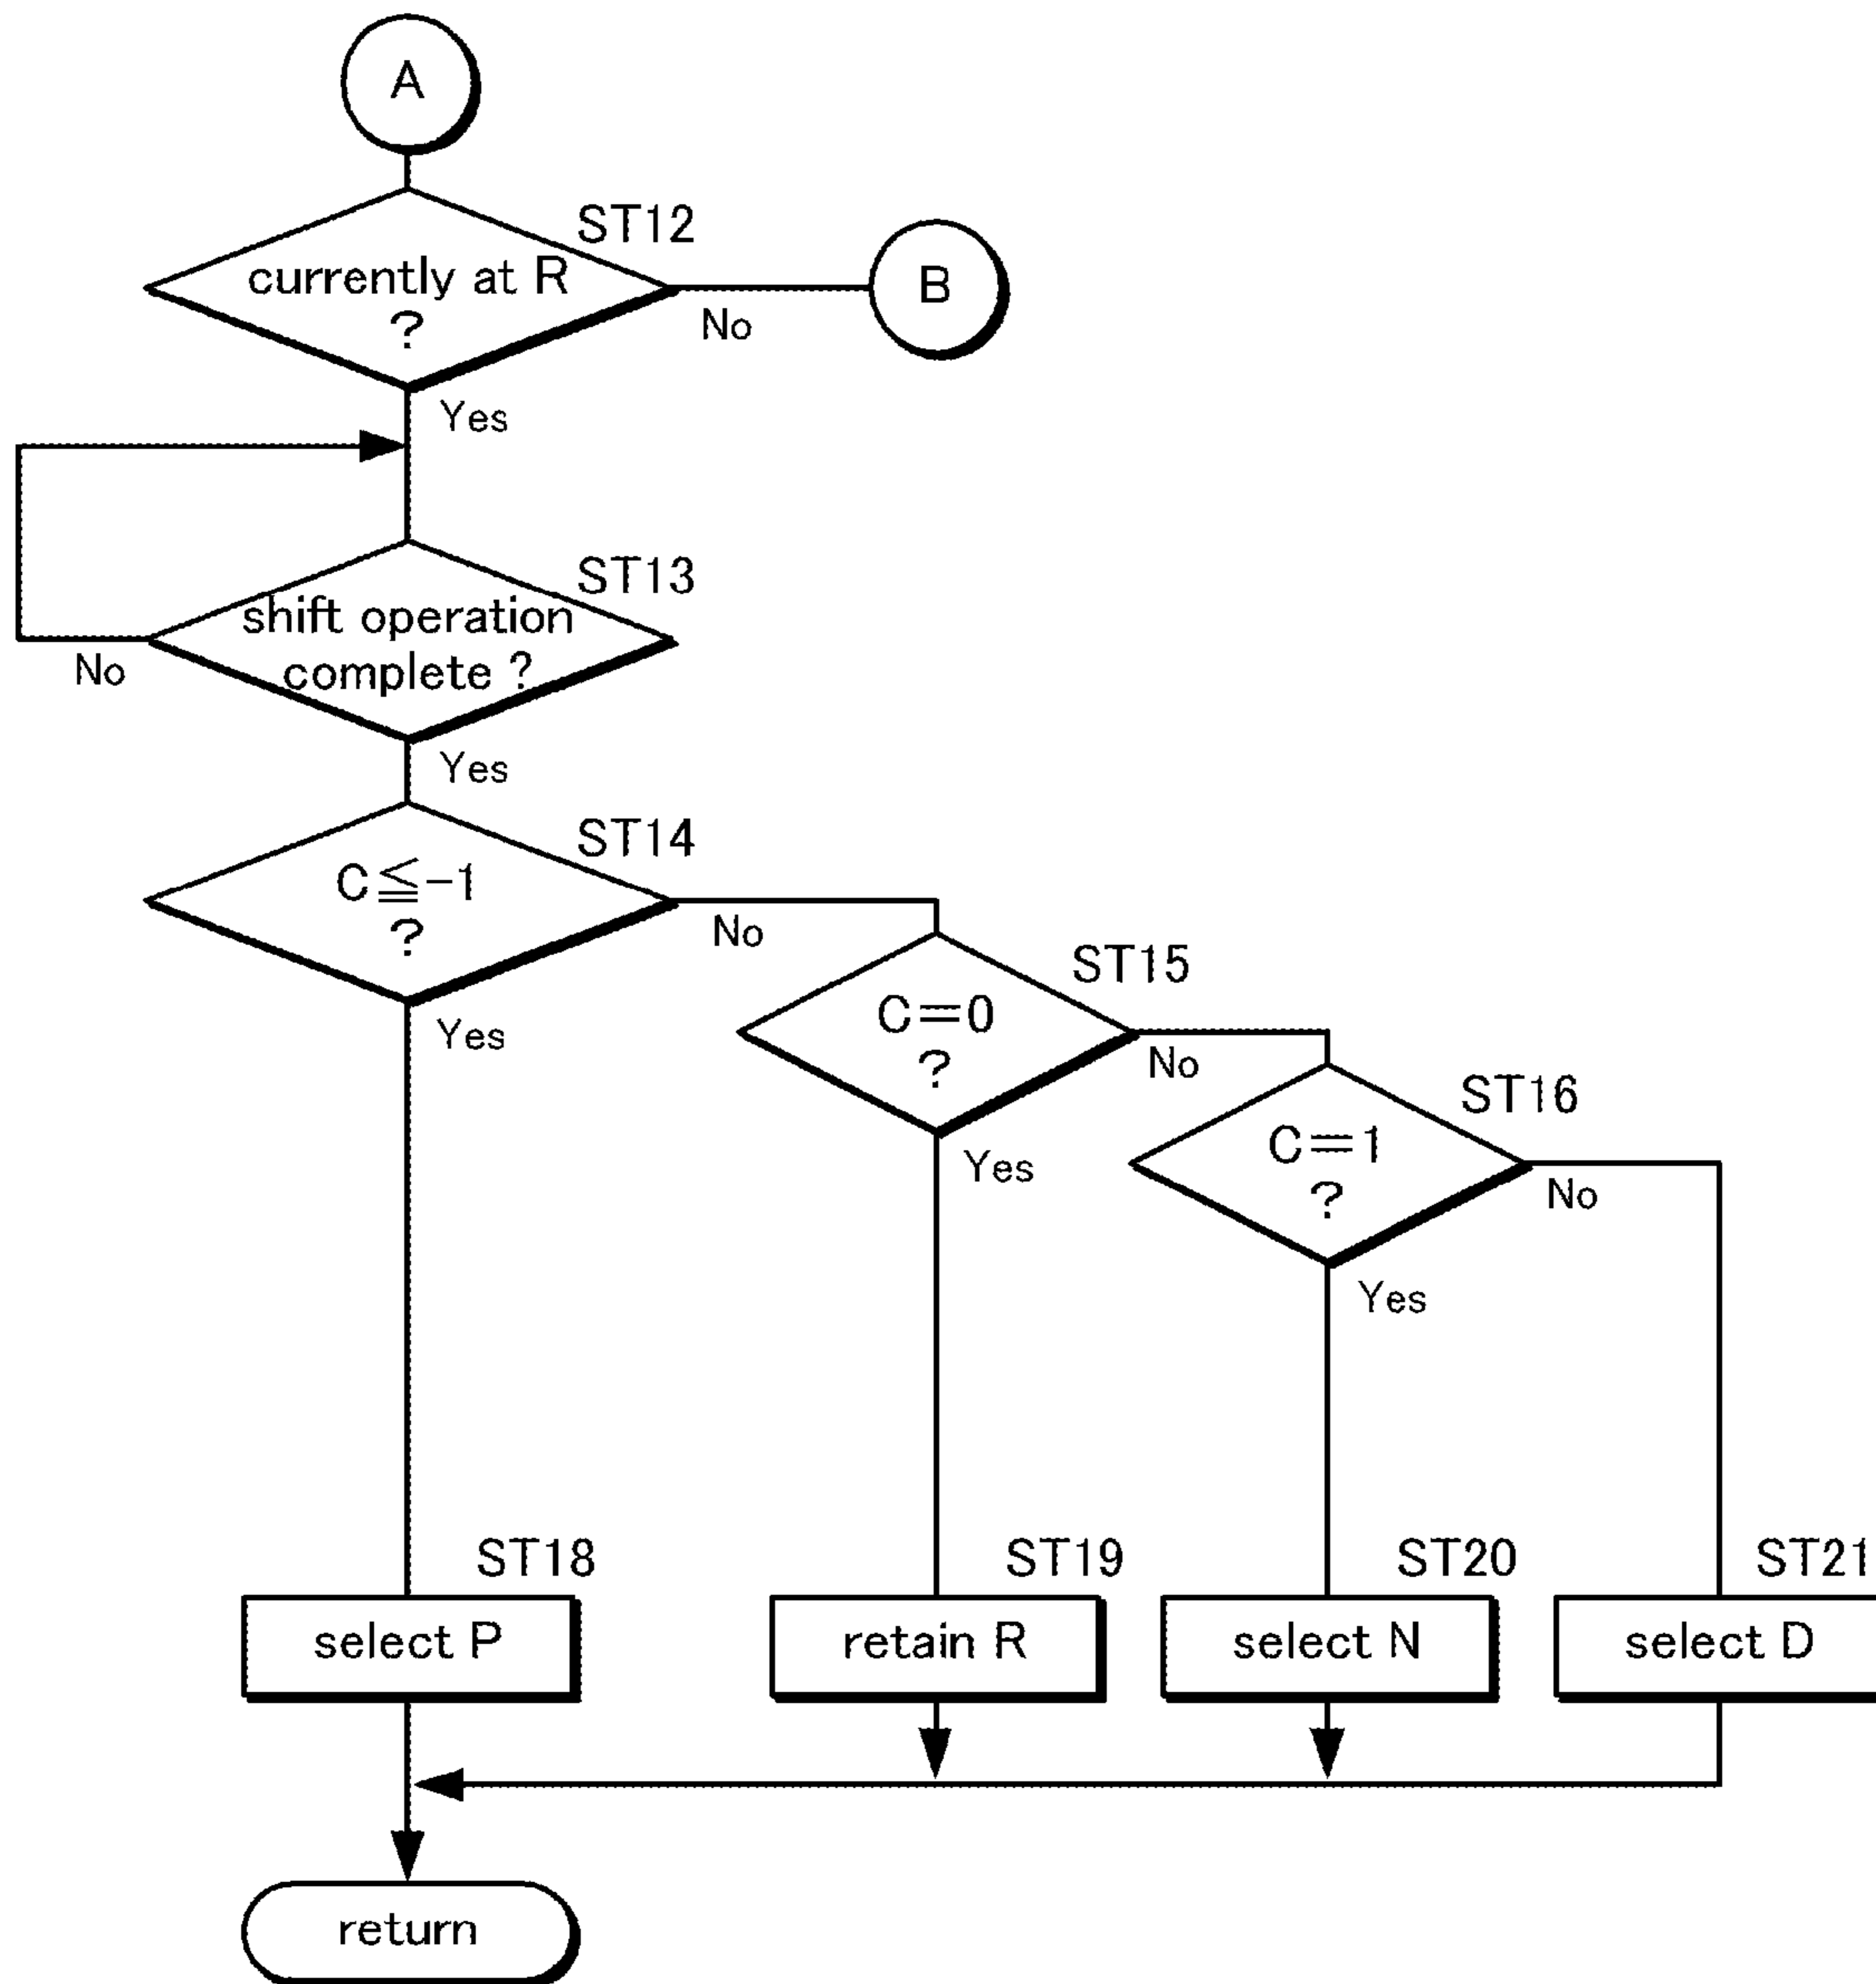 A
ST12
currently at R
?
No
B
Yes
ST13
shift operation
complete ?
No
Yes
ST14
C≦-1
?
No
Yes
ST15
C=0
?
No
Yes
ST16
C=1
?
No
Yes
ST18
select P
ST19
retain R
ST20
select N
ST21
select D
return